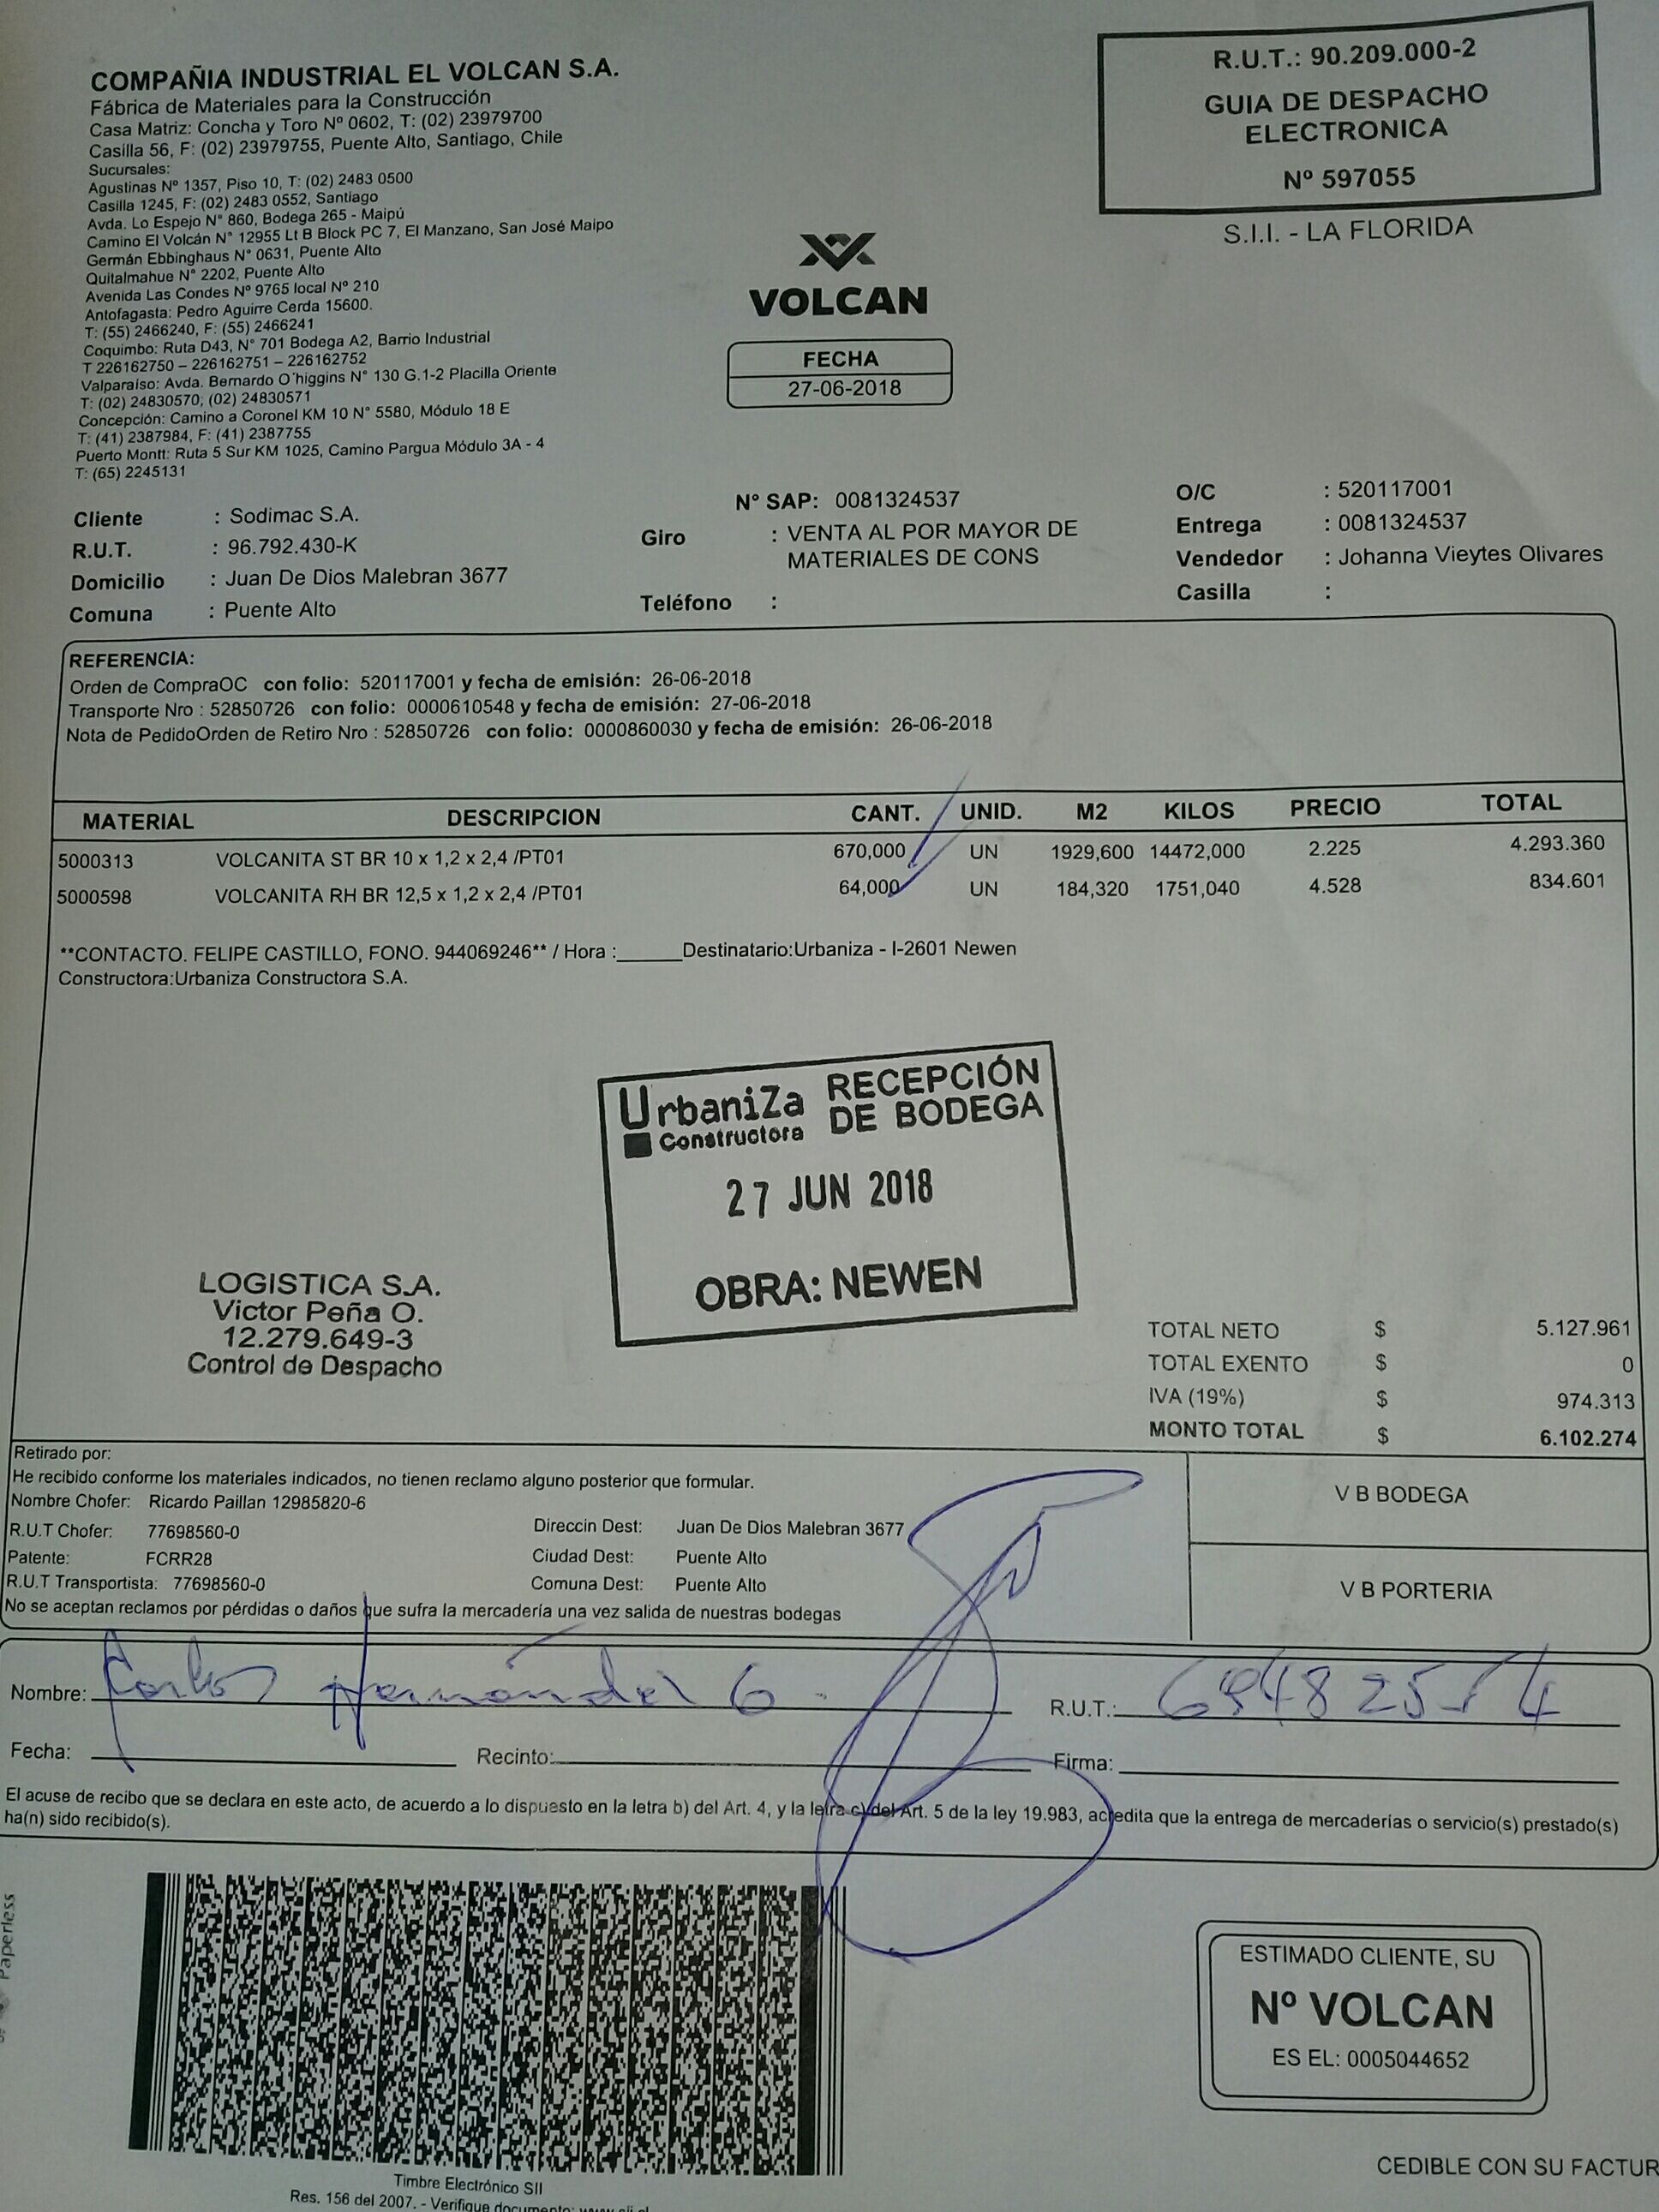 COMPAÑIA INDUSTRIAL EL VOLCAN S.A.
Fábrica de Materiales para la Construcción
Casa Matriz: Concha y Toro Nº 0602, T: (02) 23979700
Casilla 56, F: (02) 23979755, Puente Alto, Santiago, Chile
Sucursales:
Agustinas Nº 1357, Piso 10, T: (02) 2483 0500
Casilla 1245, F: (02) 2483 0552, Santiago
Avda. Lo Espejo N° 860, Bodega 265 - Maipú
Camino El Volcán N° 12955 Lt B Block PC 7, El Manzano, San José Maipo
Germán Ebbinghaus N° 0631, Puente Alto
Quitalmahue N° 2202, Puente Alto
Avenida Las Condes Nº 9765 local Nº 210
Antofagasta: Pedro Aguirre Cerda 15600.
T: (55) 2466240, F: (55) 2466241
Coquimbo: Ruta D43, N° 701 Bodega A2, Barrio Industrial
T 226162750 – 226162751 – 226162752
Valparaíso: Avda. Bernardo O´higgins N° 130 G.1-2 Placilla Oriente
T: (02) 24830570; (02) 24830571
Concepción: Camino a Coronel KM 10 N° 5580, Módulo 18 E
T: (41) 2387984, F: (41) 2387755
Puerto Montt: Ruta 5 Sur KM 1025, Camino Pargua Módulo 3A - 4
T: (65) 2245131
R.U.T.: 90.209.000-2
GUIA DE DESPACHO
ELECTRONICA
Nº 597055
S.I.I. - LA FLORIDA
VOLCAN
FECHA
27-06-2018
Cliente : Sodimac S.A.
R.U.T. : 96.792.430-K
Domicilio : Juan De Dios Malebran 3677
Comuna : Puente Alto
N° SAP: 0081324537
Giro : VENTA AL POR MAYOR DE
MATERIALES DE CONS
Teléfono :
O/C : 520117001
Entrega : 0081324537
Vendedor : Johanna Vieytes Olivares
Casilla :
REFERENCIA:
Orden de CompraOC con folio: 520117001 y fecha de emisión: 26-06-2018
Transporte Nro : 52850726 con folio: 0000610548 y fecha de emisión: 27-06-2018
Nota de PedidoOrden de Retiro Nro : 52850726 con folio: 0000860030 y fecha de emisión: 26-06-2018
MATERIAL DESCRIPCION CANT. UNID. M2 KILOS PRECIO TOTAL
5000313 VOLCANITA ST BR 10 x 1,2 x 2,4 /PT01 670,000 UN 1929,600 14472,000 2.225 4.293.360
5000598 VOLCANITA RH BR 12,5 x 1,2 x 2,4 /PT01 64,000 UN 184,320 1751,040 4.528 834.601
**CONTACTO. FELIPE CASTILLO, FONO. 944069246** / Hora :______Destinatario:Urbaniza - I-2601 Newen
Constructora:Urbaniza Constructora S.A.
UrbaniZa RECEPCIÓN
Constructora DE BODEGA
27 JUN 2018
OBRA: NEWEN
LOGISTICA S.A.
Victor Peña O.
12.279.649-3
Control de Despacho
TOTAL NETO $ 5.127.961
TOTAL EXENTO $ 0
IVA (19%) $ 974.313
MONTO TOTAL $ 6.102.274
Retirado por:
He recibido conforme los materiales indicados, no tienen reclamo alguno posterior que formular.
Nombre Chofer: Ricardo Paillan 12985820-6
R.U.T Chofer: 77698560-0 Direccin Dest: Juan De Dios Malebran 3677
Patente: FCRR28 Ciudad Dest: Puente Alto
R.U.T Transportista: 77698560-0 Comuna Dest: Puente Alto
No se aceptan reclamos por pérdidas o daños que sufra la mercadería una vez salida de nuestras bodegas
V B BODEGA
V B PORTERIA
Nombre: Carlos Hernández G. R.U.T.:
Fecha: Recinto: Firma:
El acuse de recibo que se declara en este acto, de acuerdo a lo dispuesto en la letra b) del Art. 4, y la letra c) del Art. 5 de la ley 19.983, acredita que la entrega de mercaderías o servicio(s) prestado(s)
ha(n) sido recibido(s).
Paperless
Timbre Electrónico SII
Res. 156 del 2007. - Verifique documento: www.sii.cl
ESTIMADO CLIENTE, SU
Nº VOLCAN
ES EL: 0005044652
CEDIBLE CON SU FACTUR